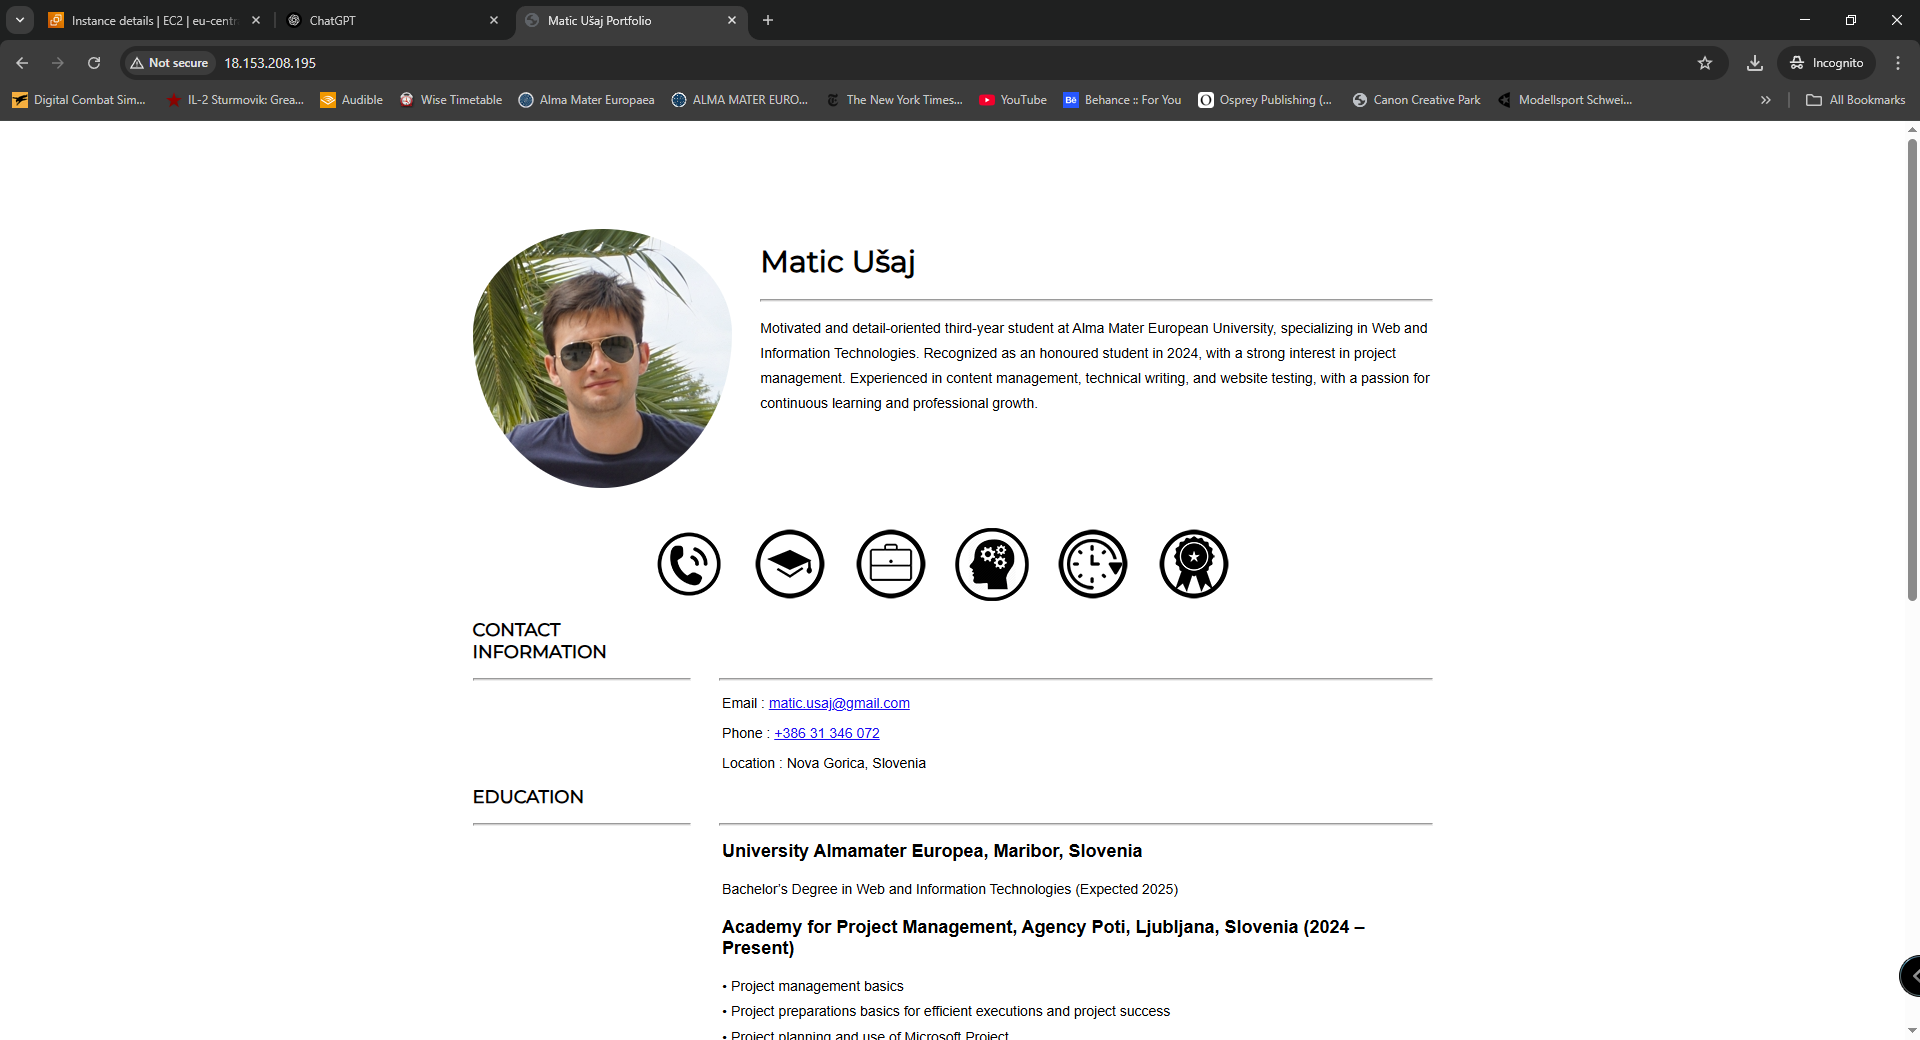 Instance details | EC2 | eu-centr
ChatGPT
Matic Ušaj Portfolio
Not secure
18.153.208.195
Incognito
Digital Combat Sim...
IL-2 Sturmovik: Grea...
Audible
Wise Timetable
Alma Mater Europaea
ALMA MATER EURO...
The New York Times...
YouTube
Bē
Behance :: For You
Osprey Publishing (...
Canon Creative Park
Modellsport Schwei...
All Bookmarks
Matic Ušaj
Motivated and detail-oriented third-year student at Alma Mater European University, specializing in Web and
Information Technologies. Recognized as an honoured student in 2024, with a strong interest in project
management. Experienced in content management, technical writing, and website testing, with a passion for
continuous learning and professional growth.
CONTACT
INFORMATION
Email : matic.usaj@gmail.com
Phone : +386 31 346 072
Location : Nova Gorica, Slovenia
EDUCATION
University Almamater Europea, Maribor, Slovenia
Bachelor’s Degree in Web and Information Technologies (Expected 2025)
Academy for Project Management, Agency Poti, Ljubljana, Slovenia (2024 –
Present)
• Project management basics
• Project preparations basics for efficient executions and project success
• Project planning and use of Microsoft Project